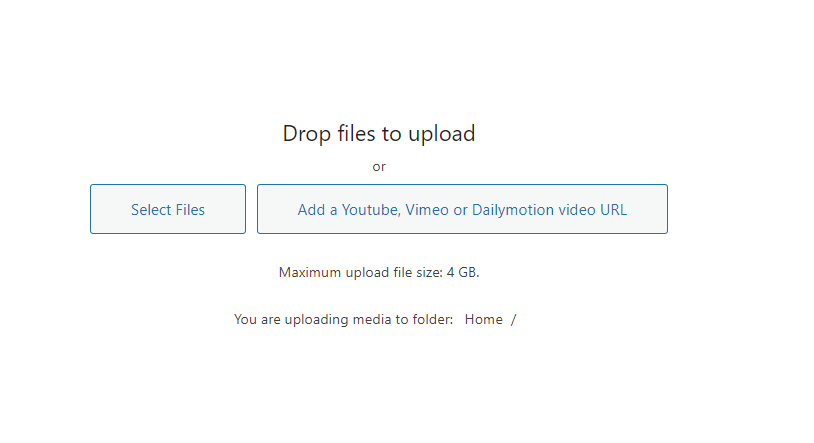 Drop files to upload
or
Select Files
Add a Youtube, Vimeo or Dailymotion video URL
Maximum upload file size: 4 GB.
You are uploading media to folder: Home /